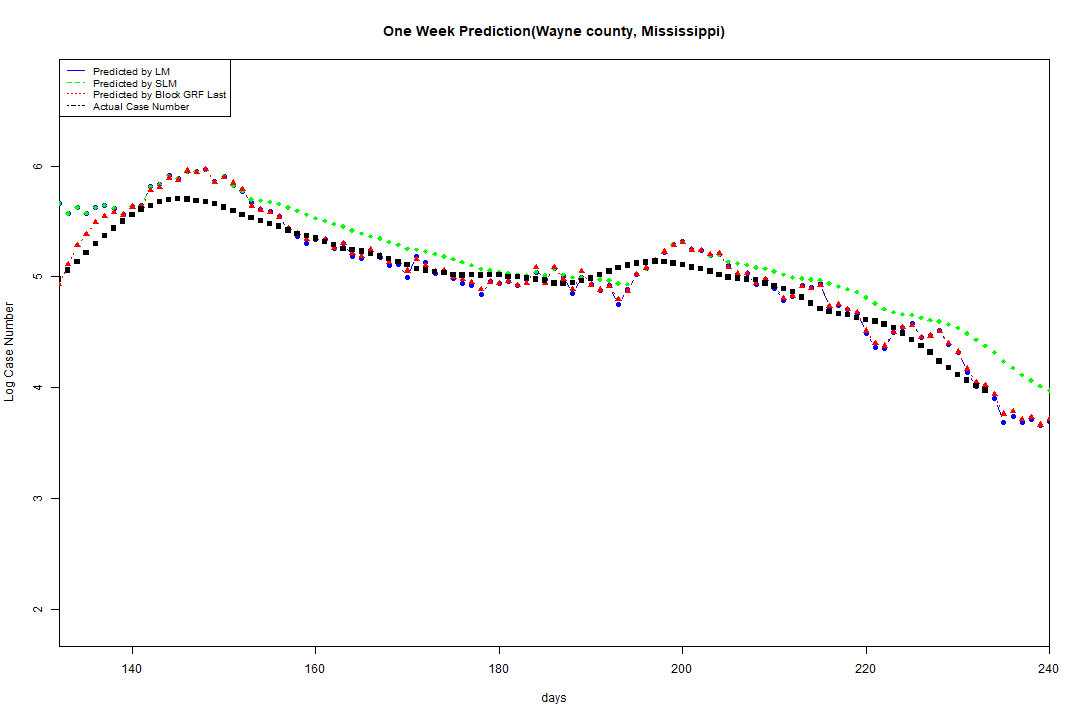 One Week Prediction(Wayne county, Mississippi)
Predicted by LM
Predicted by SLM
Predicted by Block GRF Last
Actual Case Number
6
5
4
3
2
Log Case Number
140 160 180 200 220 240
days